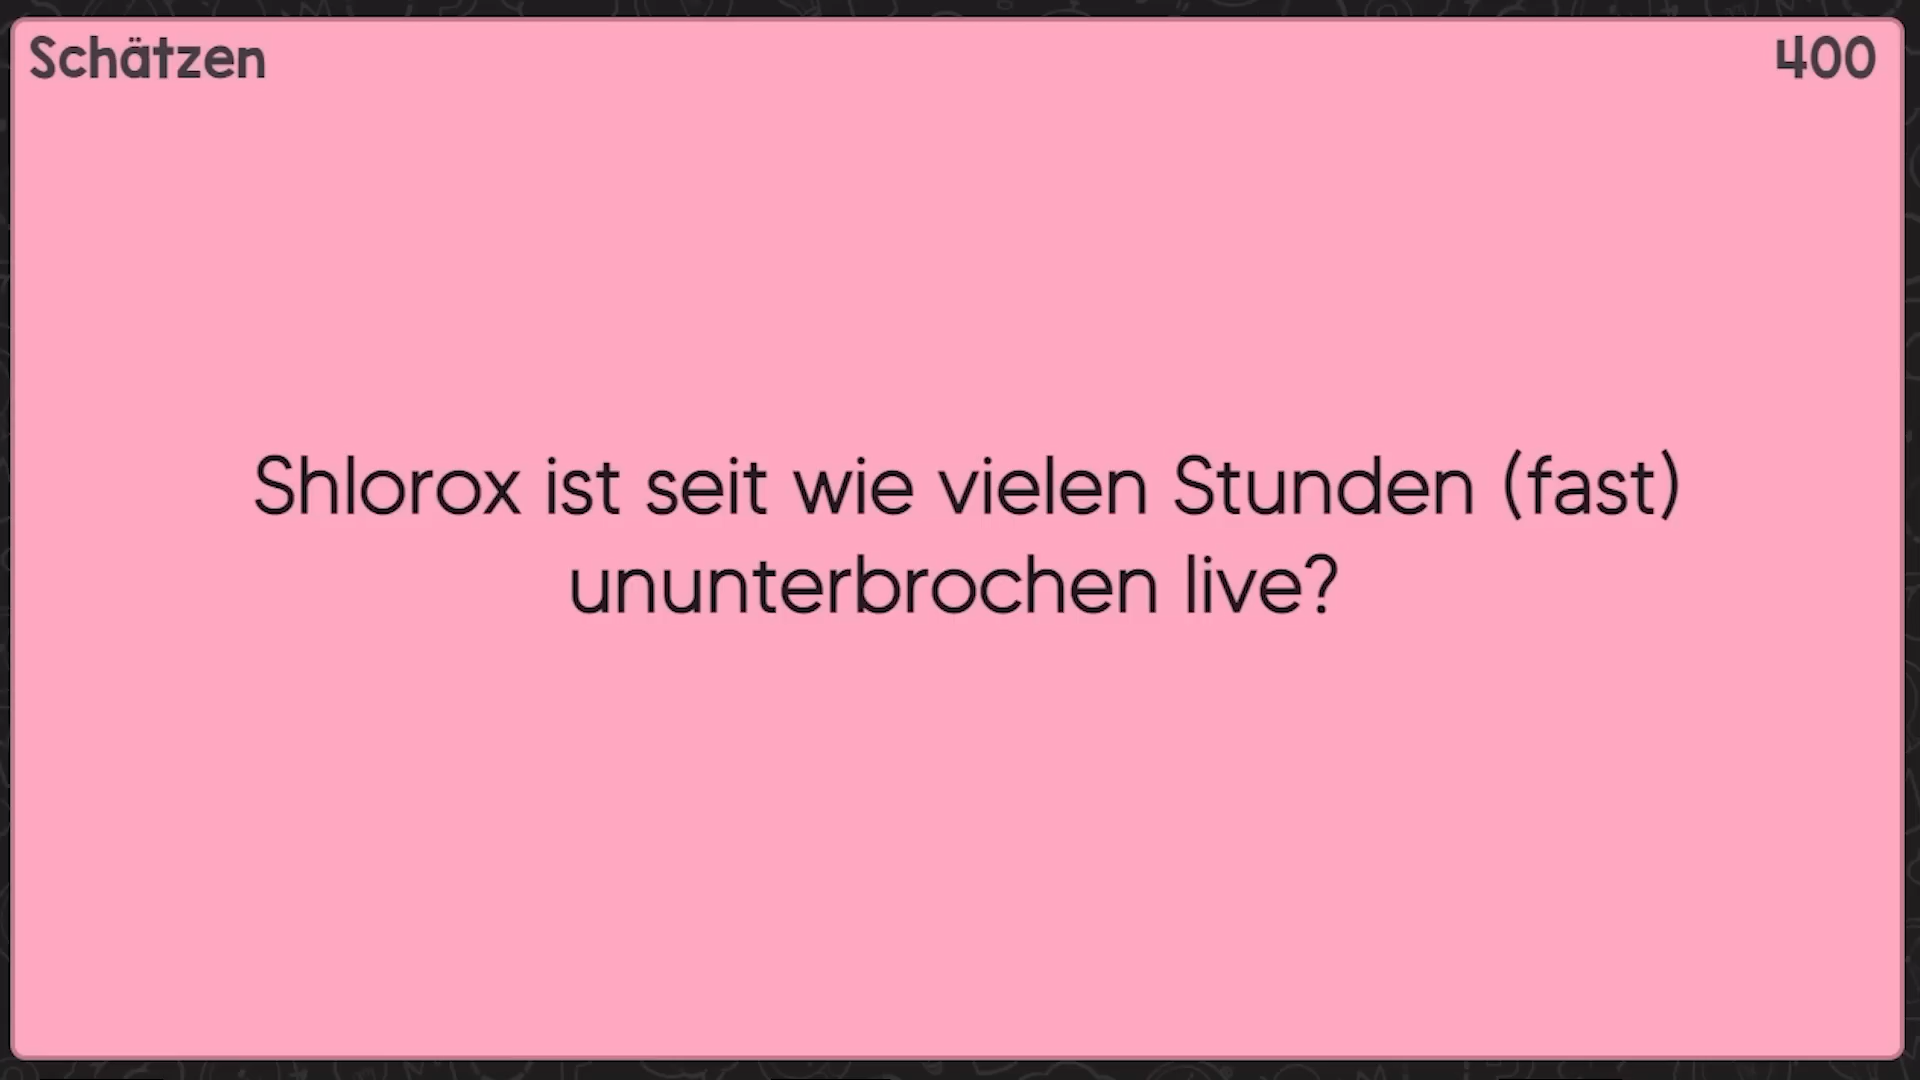 Schätzen
400
Shlorox ist seit wie vielen Stunden (fast)
ununterbrochen live?